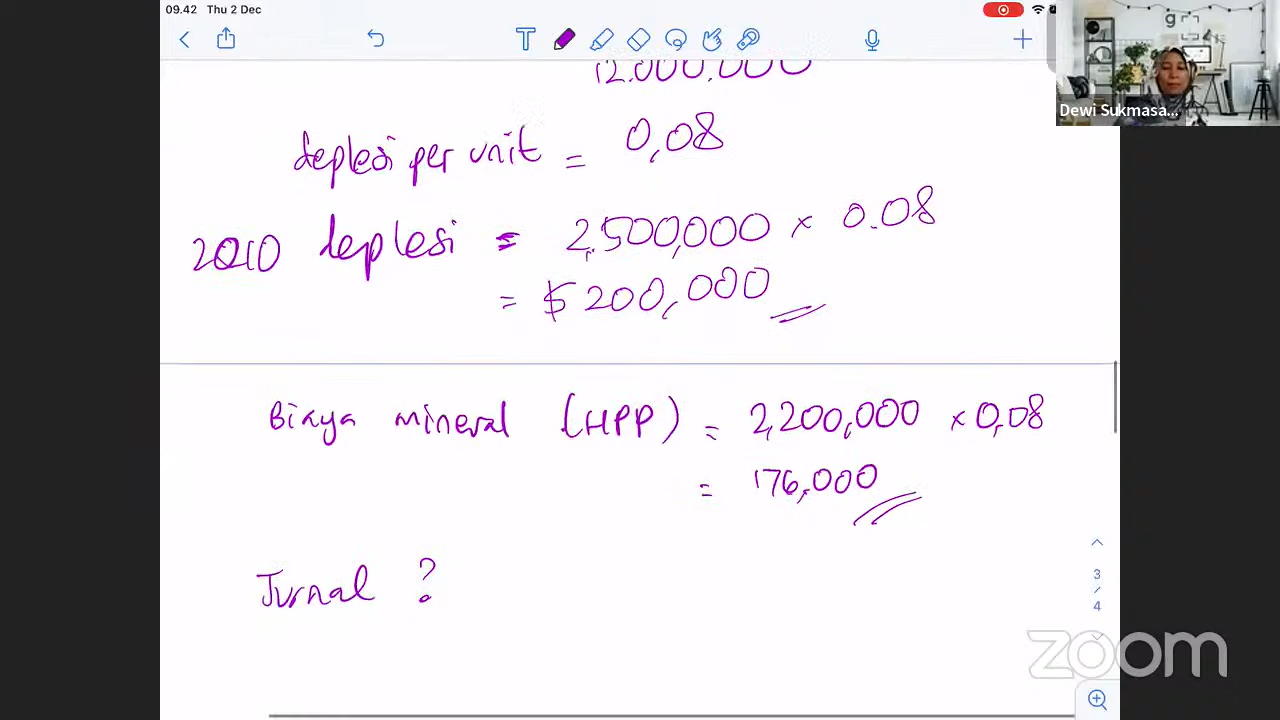 09.42 Thu 2 Dec
12.000.000
deplesi per unit = 0,08
Dewi Sukmasa...
2010 deplesi = 2,500,000 × 0.08
= $ 200,000
Biaya mineral (HPP) = 2,200,000 × 0,08
= 176,000
Jurnal ?
3
/
4
zoom